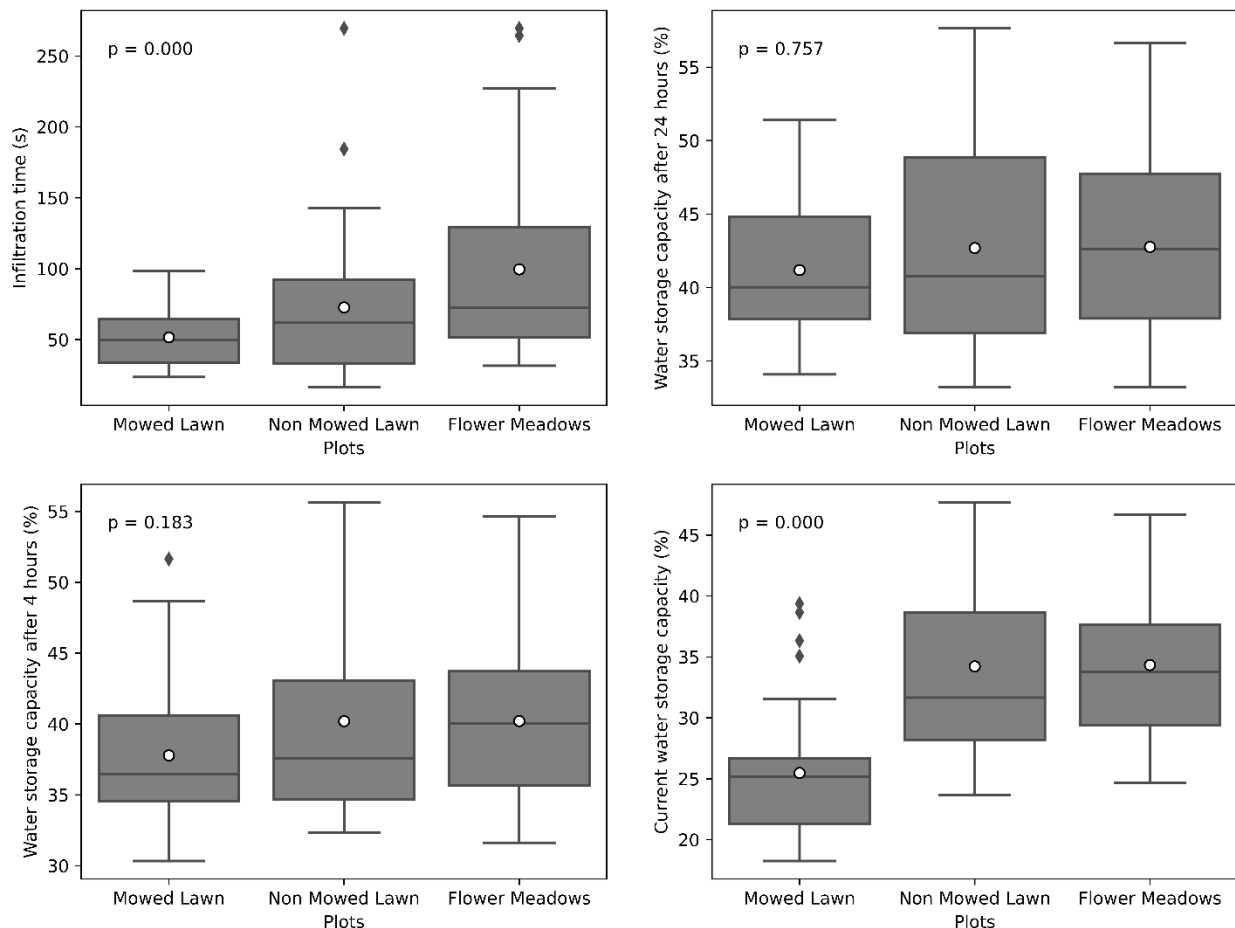 p = 0.000
Infiltration time (s)
250
200
150
100
50
Mowed Lawn Non Mowed Lawn Flower Meadows
Plots
p = 0.757
Water storage capacity after 24 hours (%)
55
50
45
40
35
Mowed Lawn Non Mowed Lawn Flower Meadows
Plots
p = 0.183
Water storage capacity after 4 hours (%)
55
50
45
40
35
30
Mowed Lawn Non Mowed Lawn Flower Meadows
Plots
p = 0.000
Current water storage capacity (%)
45
40
35
30
25
20
Mowed Lawn Non Mowed Lawn Flower Meadows
Plots